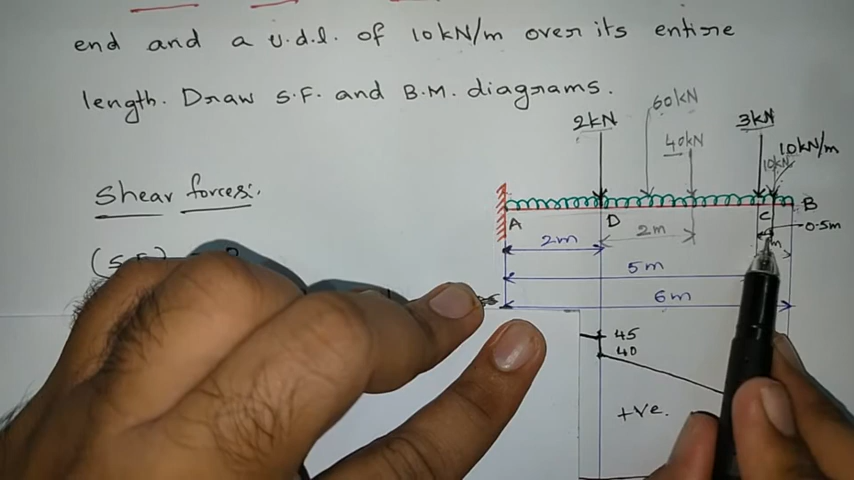 end and a u.d.l. of 10kN/m over its entire
length. Draw S.F. and B.M. diagrams.
Shear forces:
60kN
2kN
40kN
3kN
10kN/m
10kN
A
D
C
B
0.5m
2m
2m
m
5m
6m
45
40
+ve.